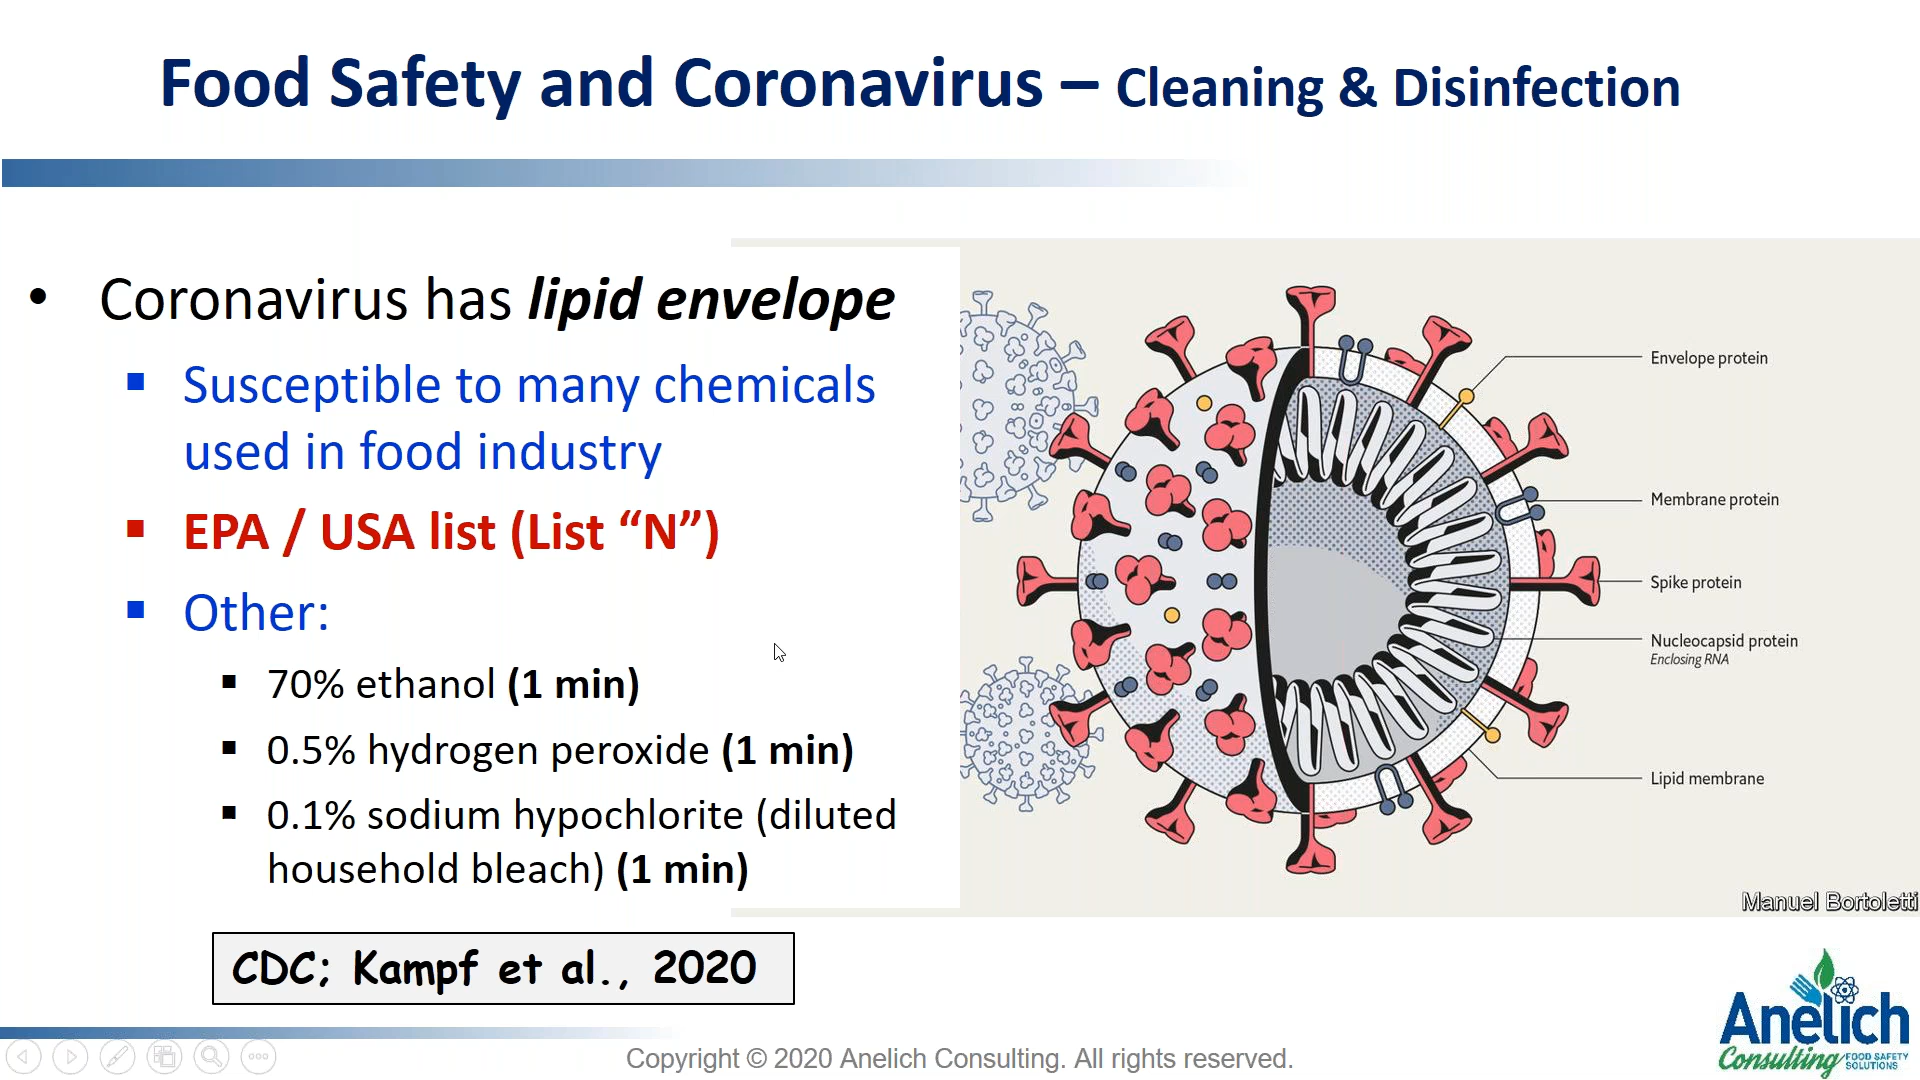 Food Safety and Coronavirus – Cleaning & Disinfection
• Coronavirus has lipid envelope
▪ Susceptible to many chemicals
used in food industry
▪ EPA / USA list (List “N”)
▪ Other:
▪ 70% ethanol (1 min)
▪ 0.5% hydrogen peroxide (1 min)
▪ 0.1% sodium hypochlorite (diluted
household bleach) (1 min)
CDC; Kampf et al., 2020
Envelope protein
Membrane protein
Spike protein
Nucleocapsid protein
Enclosing RNA
Lipid membrane
Manuel Bortoletti
Anelich
Consulting FOOD SAFETY
SOLUTIONS
Copyright © 2020 Anelich Consulting. All rights reserved.